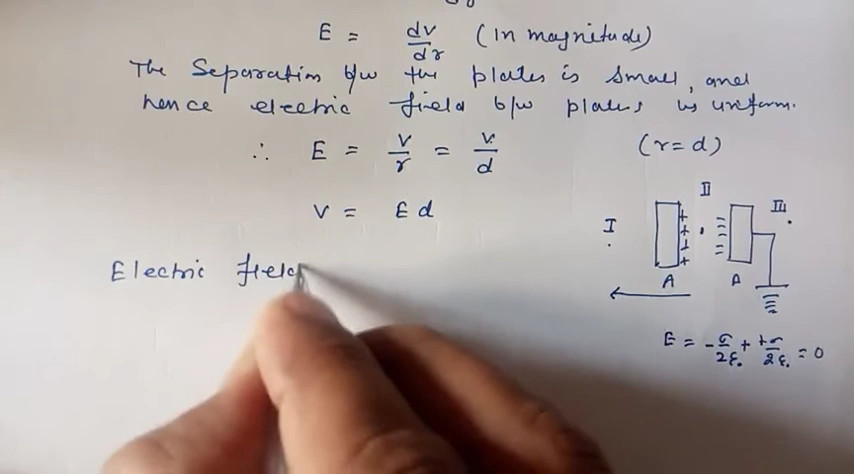 E = dv/dr (In magnitude)
The Separation b/w the plates is small, and
hence electric field b/w plates is uniform.
∴ E = V/r = V/d (r = d)
V = Ed
I II III
+ + + +
A A
Electric field
E = -σ/2ε₀ + +σ/2ε₀ = 0